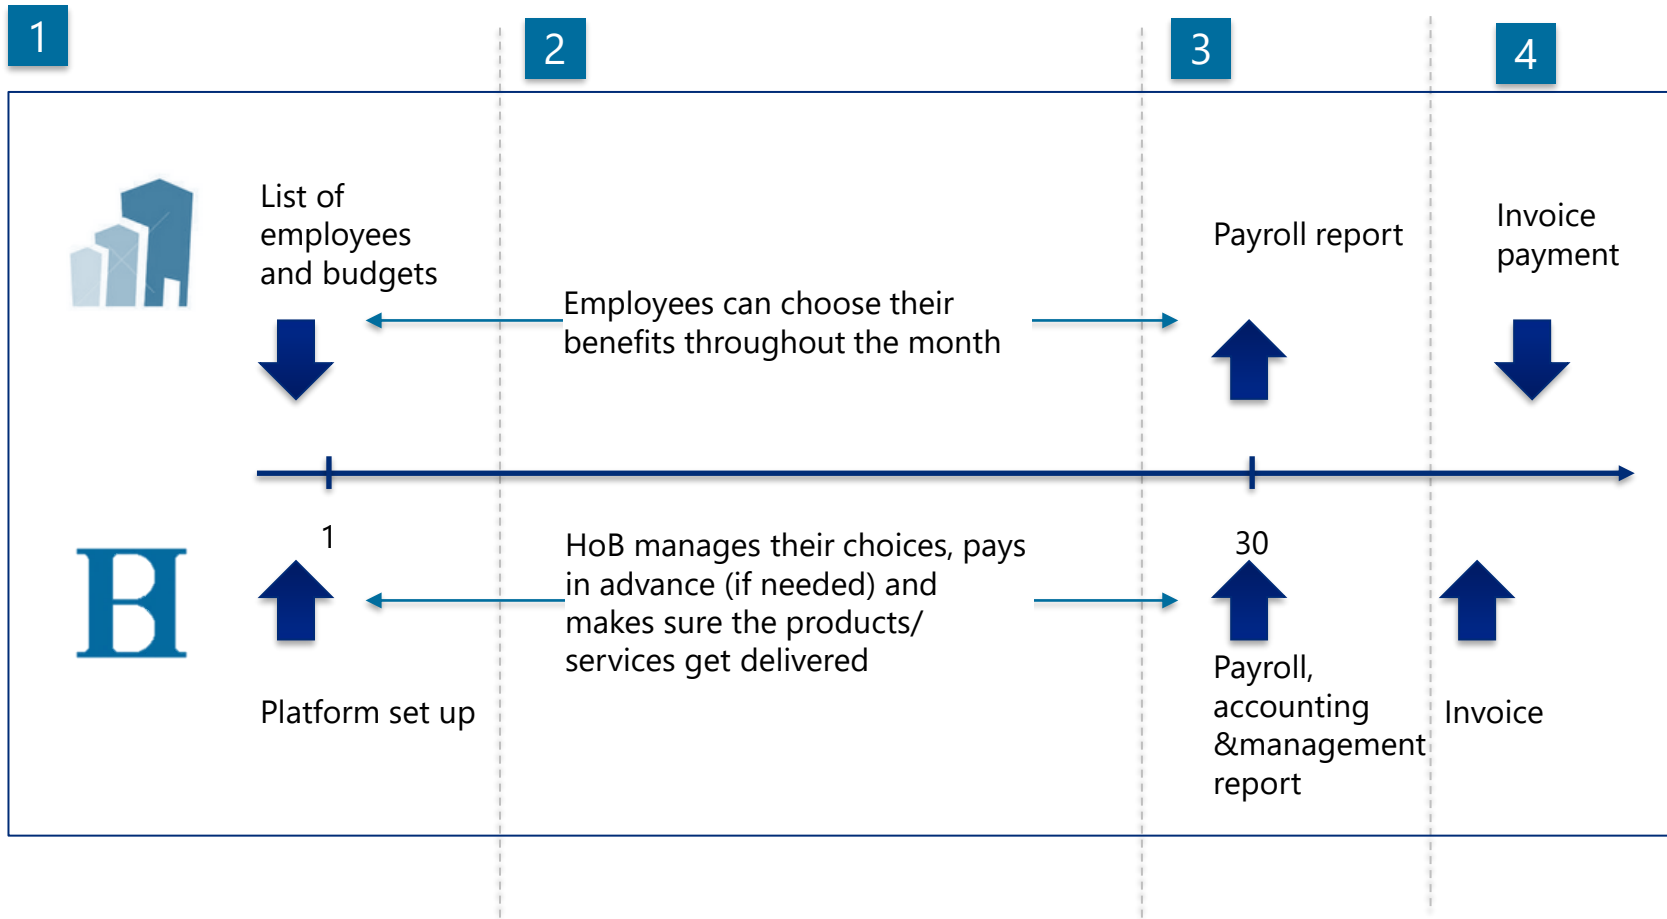 1
2
3
4
List of
employees
and budgets
Employees can choose their
benefits throughout the month
Payroll report
Invoice
payment
1
30
HoB manages their choices, pays
in advance (if needed) and
makes sure the products/
services get delivered
Platform set up
Payroll,
accounting
&management
report
Invoice